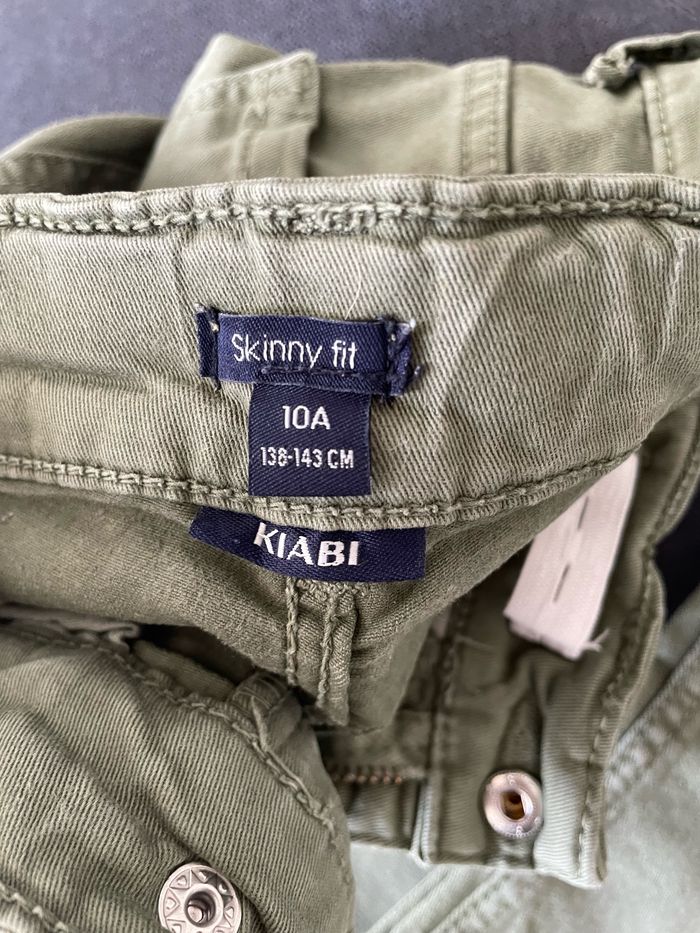 Skinny fit
10A
138-143 CM
KIABI